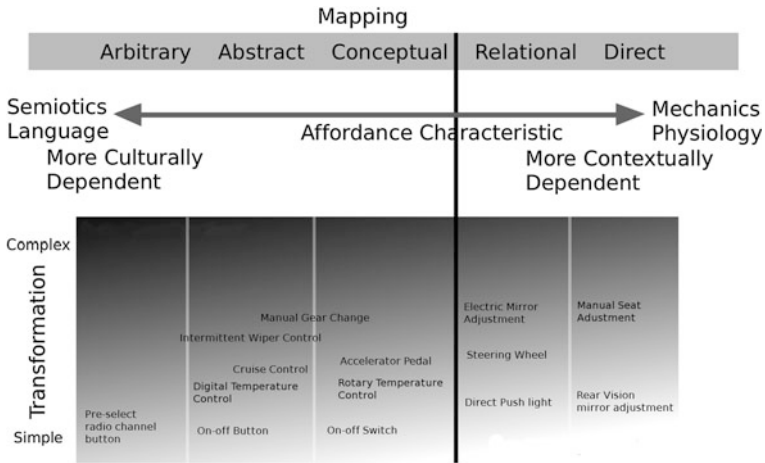 Mapping
Arbitrary Abstract Conceptual Relational Direct
Semiotics
Language
Mechanics
Physiology
Affordance Characteristic
More Culturally
Dependent
More Contextually
Dependent
Complex
Transformation
Simple
Manual Gear Change
Electric Mirror
Adjustment
Manual Seat
Adustment
Intermittent Wiper Control
Cruise Control
Accelerator Pedal
Steering Wheel
Digital Temperature
Control
Rotary Temperature
Control
Direct Push light
Rear Vision
mirror adjustment
Pre-select
radio channel
button
On-off Button
On-off Switch